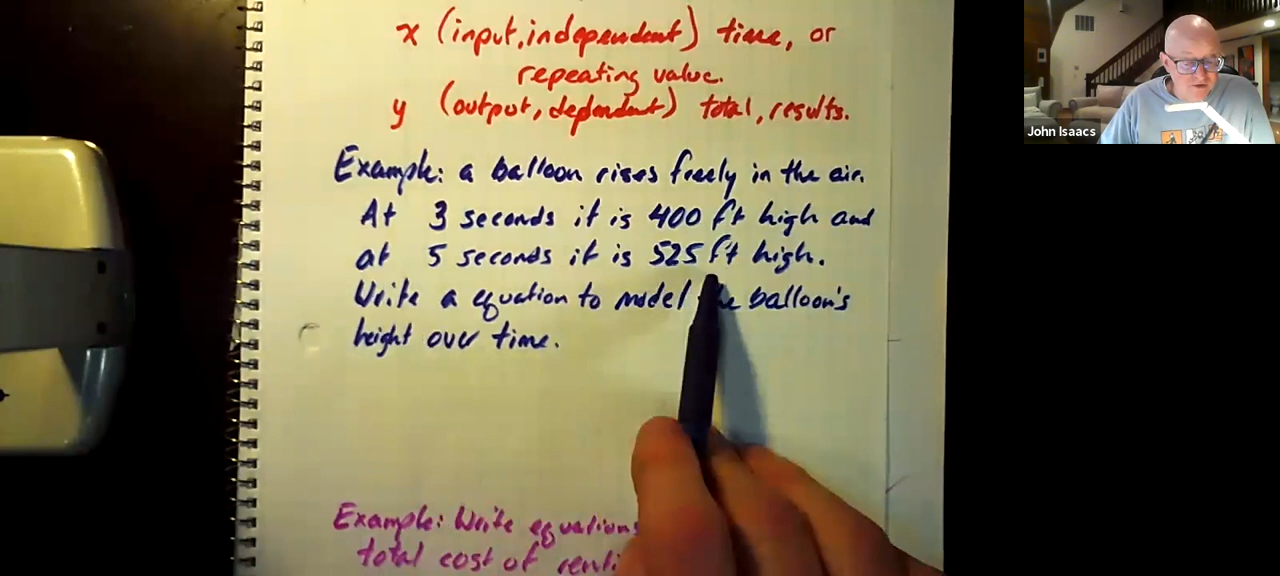 x (input, independent) time, or
repeating value.
y (output, dependent) total, results.
Example: a balloon rises freely in the air.
At 3 seconds it is 400 ft high and
at 5 seconds it is 525 ft high.
Write a equation to model the balloon's
height over time.
Example: Write equations
total cost of
John Isaacs